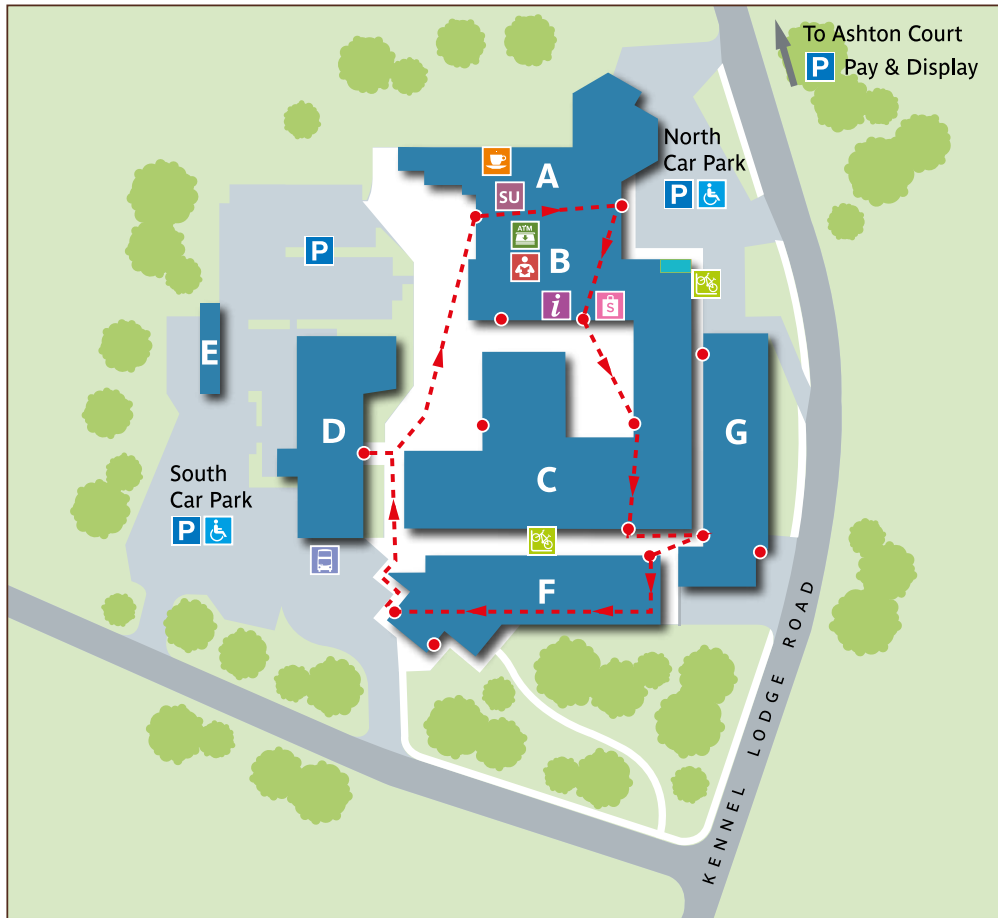 To Ashton Court
P Pay & Display
North
Car Park
P
A
SU
ATM
B
P
i
S
E
D
G
South
Car Park
P
C
F
KENNEL LODGE ROAD